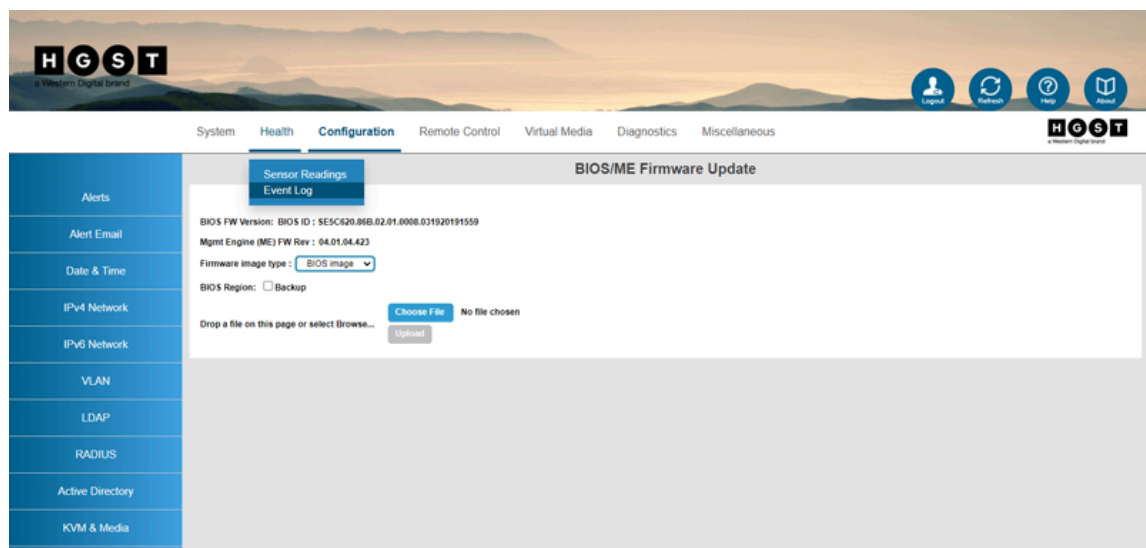 HGST
a Western Digital brand
Logout Refresh Help About
System Health Configuration Remote Control Virtual Media Diagnostics Miscellaneous
HGST
a Western Digital brand
BIOS/ME Firmware Update
Sensor Readings
Event Log
Alerts
Alert Email
Date & Time
IPv4 Network
IPv6 Network
VLAN
LDAP
RADIUS
Active Directory
KVM & Media
BIOS FW Version: BIOS ID : SE5C620.86B.02.01.0008.031920191559
Mgmt Engine (ME) FW Rev : 04.01.04.423
Firmware image type : BIOS image
BIOS Region: Backup
Drop a file on this page or select Browse... Choose File No file chosen
Upload